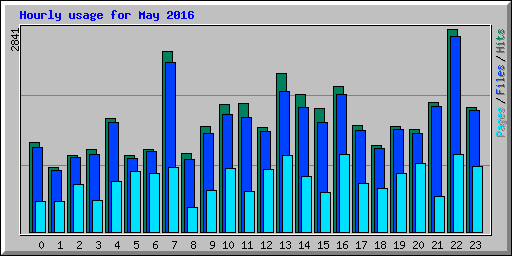 Hourly usage for May 2016
2841
Pages/Files/Hits
0 1 2 3 4 5 6 7 8 9 10 11 12 13 14 15 16 17 18 19 20 21 22 23